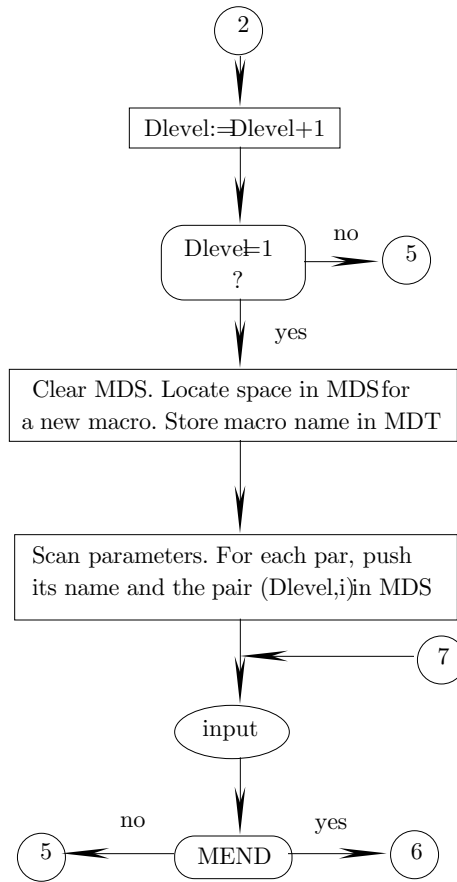 2
Dlevel:=Dlevel+1
Dlevel=1
?
no
5
yes
Clear MDS. Locate space in MDS for
a new macro. Store macro name in MDT
Scan parameters. For each par, push
its name and the pair (Dlevel,i)in MDS
7
input
no
yes
5
MEND
6